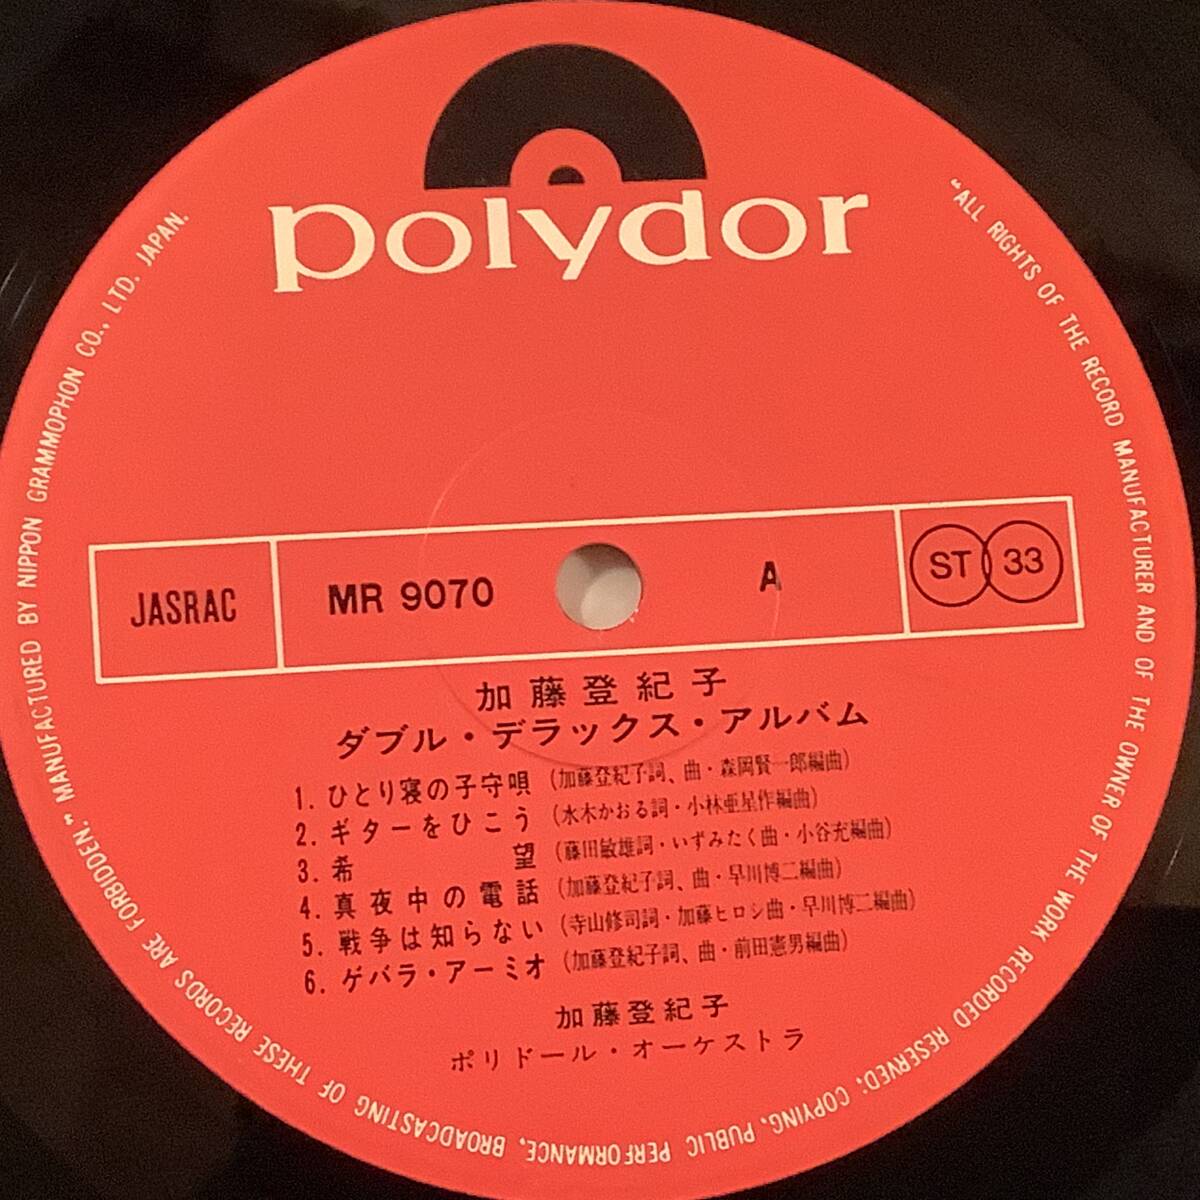 polydor
"ALL RIGHTS OF THE RECORD MANUFACTURER AND OF THE OWNER OF THE WORK RECORDED RESERVED; COPYING, PUBLIC PERFORMANCE, BROADCASTING OF THESE RECORDS ARE FORBIDDEN." MANUFACTURED BY NIPPON GRAMMOPHON CO., LTD. JAPAN.
JASRAC MR 9070 A ST 33
加藤登紀子
ダブル・デラックス・アルバム
1. ひとり寝の子守唄 (加藤登紀子詞、曲・森岡賢一郎編曲)
2. ギターをひこう (水木かおる詞・小林亜星作編曲)
3. 希望 (藤田敏雄詞・いずみたく曲・小谷充編曲)
4. 真夜中の電話 (加藤登紀子詞、曲・早川博二編曲)
5. 戦争は知らない (寺山修司詞・加藤ヒロシ曲・早川博二編曲)
6. ゲバラ・アーミオ (加藤登紀子詞、曲・前田憲男編曲)
加藤登紀子
ポリドール・オーケストラ